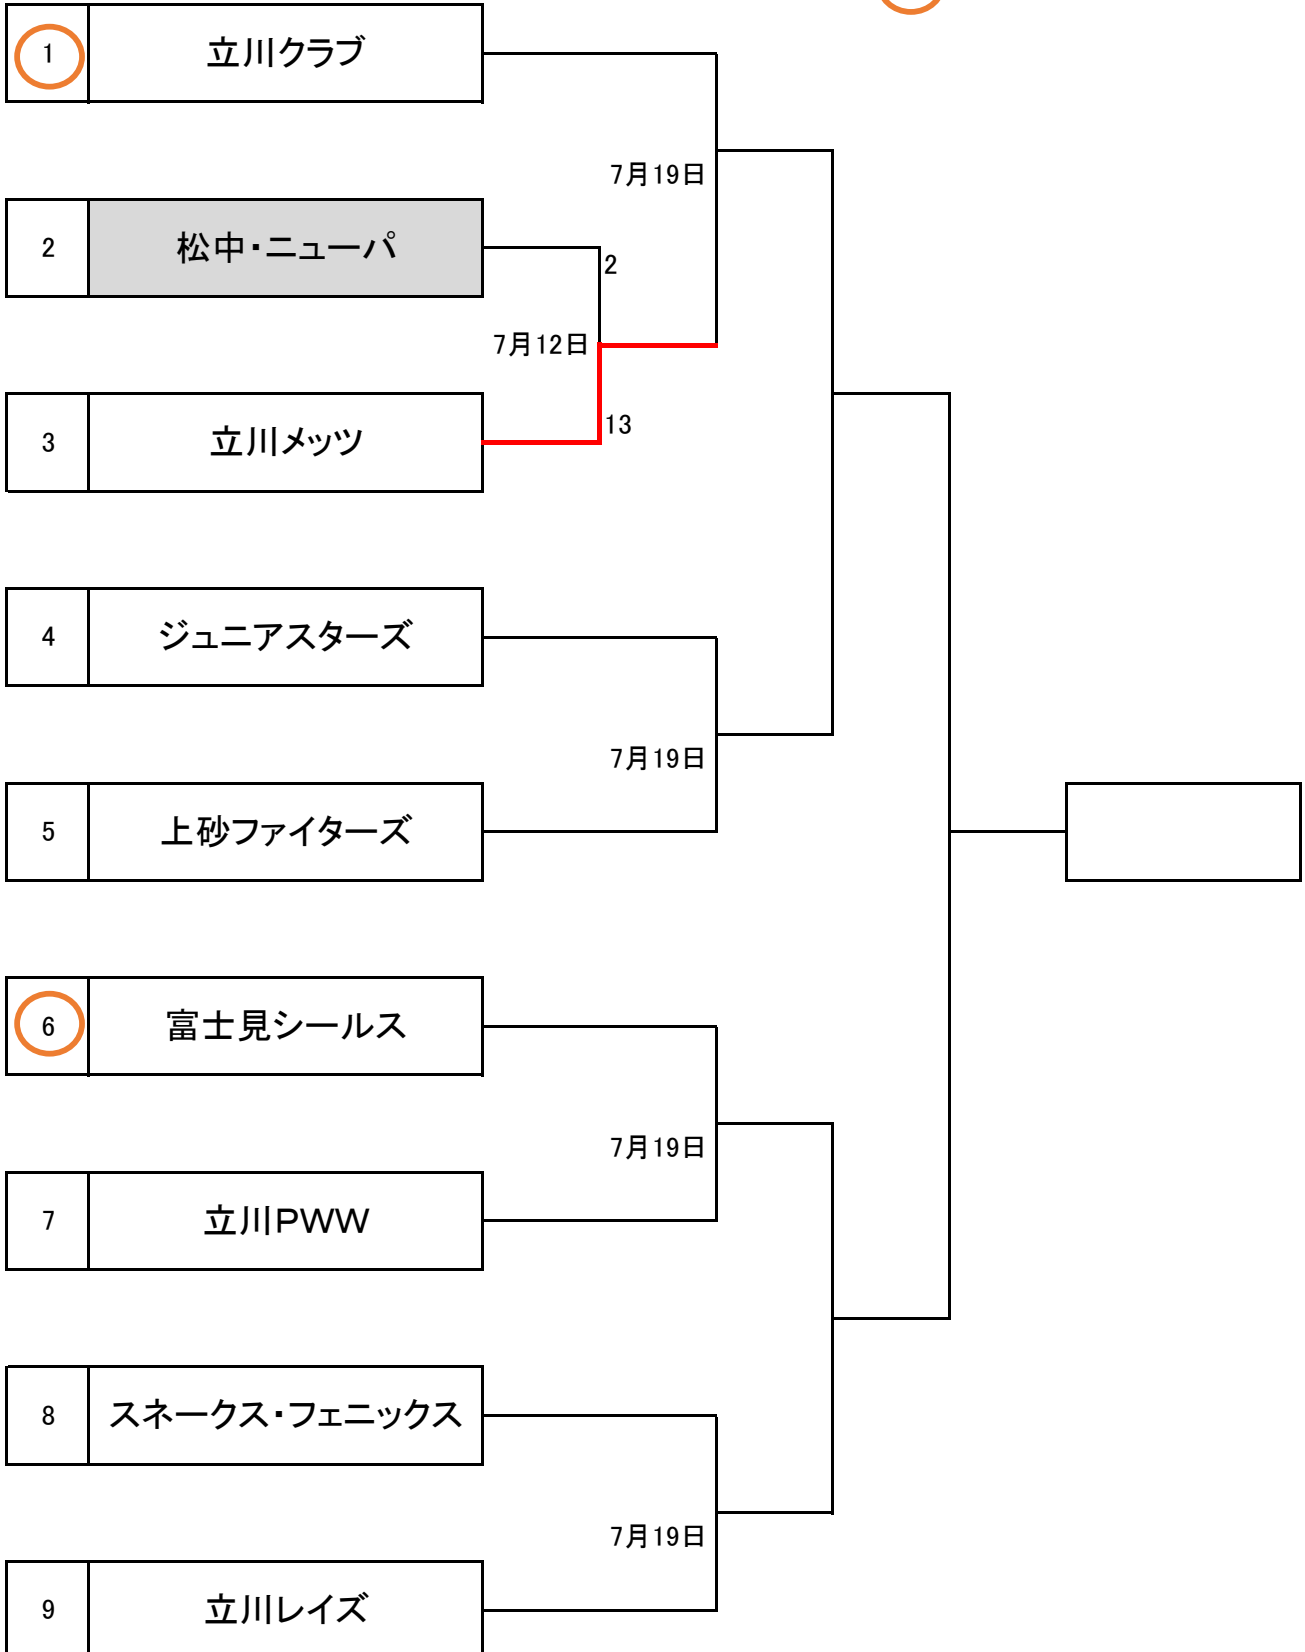 1 立川クラブ
7月19日
2 松中・ニューパ
2
7月12日
3 立川メッツ
13
4 ジュニアスターズ
7月19日
5 上砂ファイターズ
6 富士見シールス
7月19日
7 立川PWW
8 スネークス・フェニックス
7月19日
9 立川レイズ